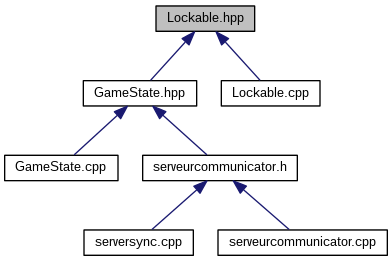 Lockable.hpp
GameState.hpp
Lockable.cpp
GameState.cpp
serveurcommunicator.h
serversync.cpp
serveurcommunicator.cpp